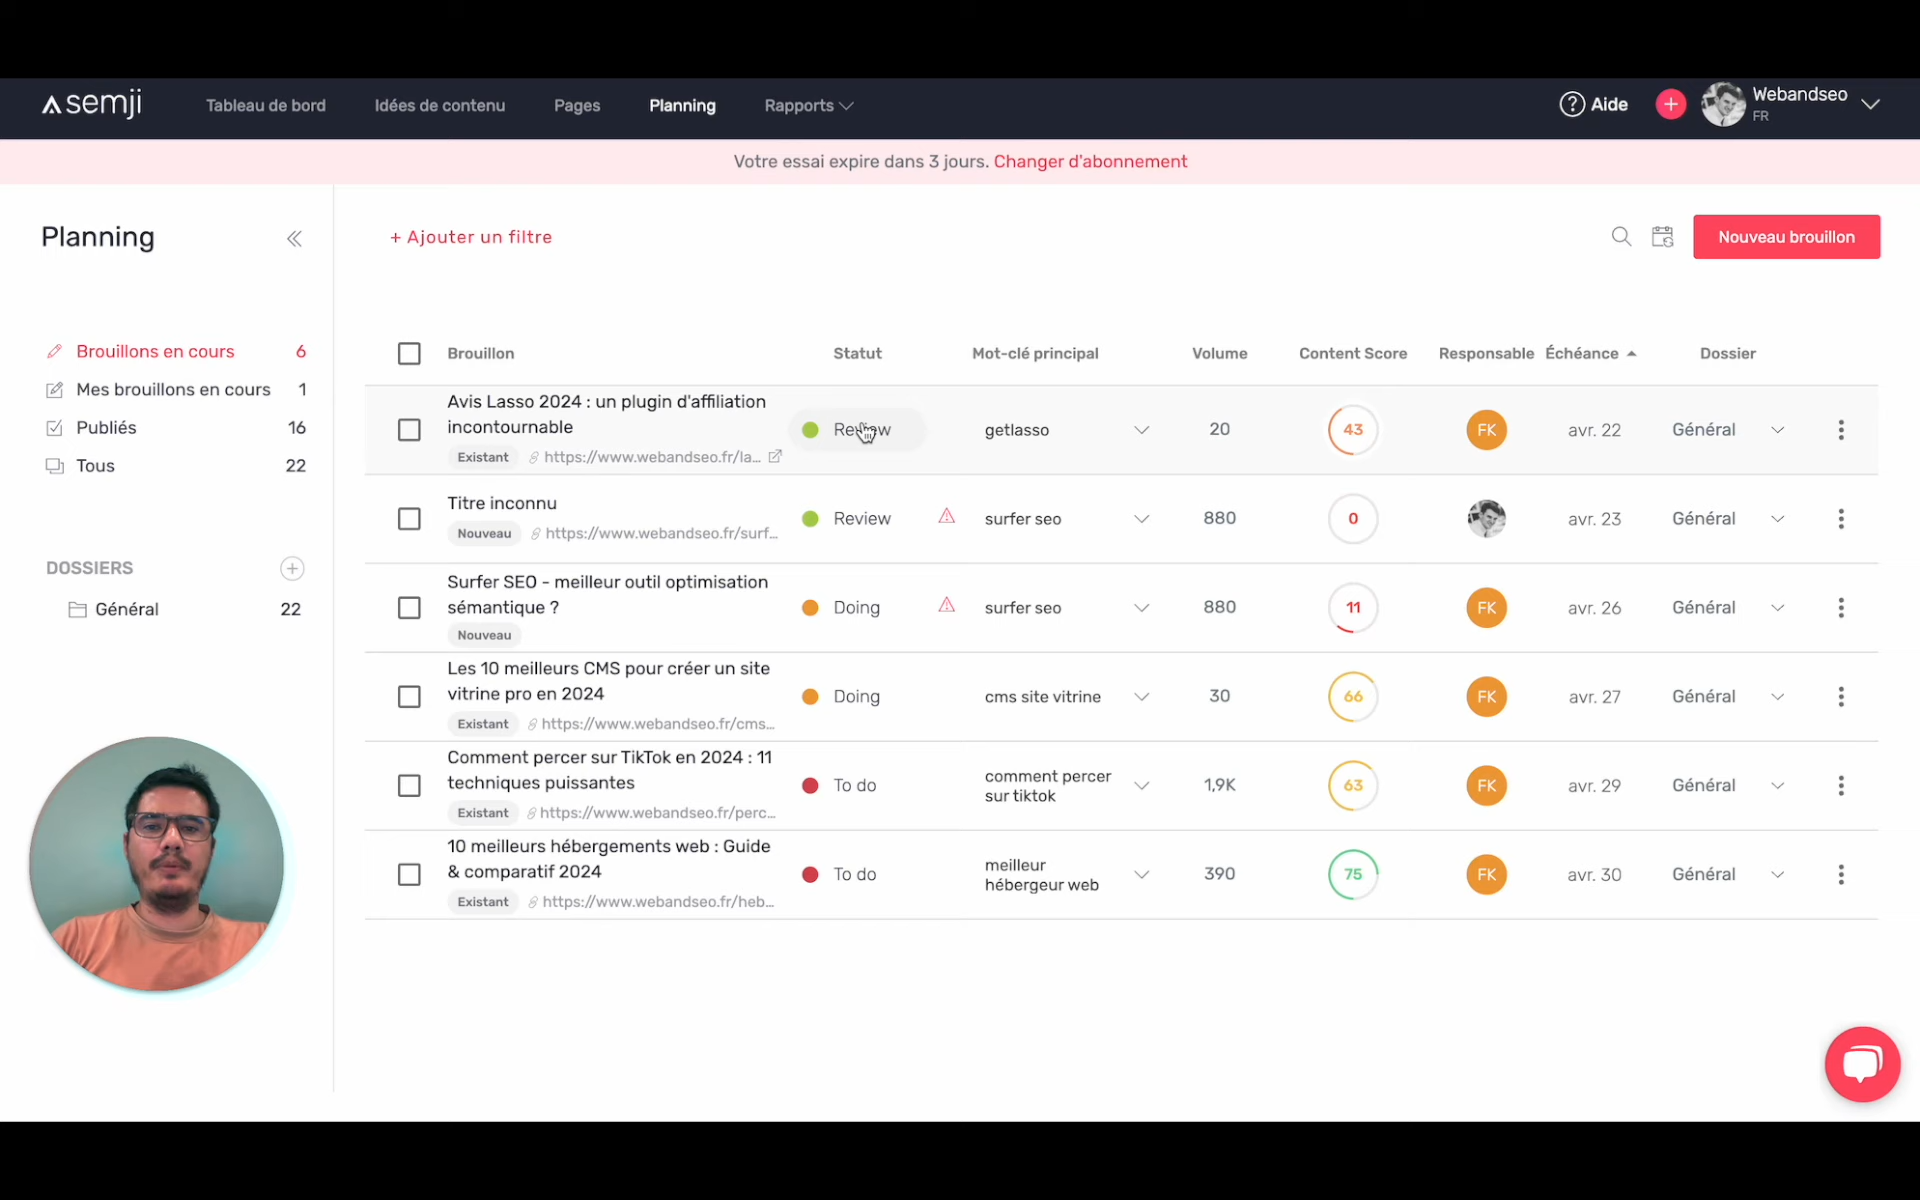 semji
Tableau de bord
Idées de contenu
Pages
Planning
Rapports
Aide
Webandseo
FR
Votre essai expire dans 3 jours. Changer d'abonnement
Planning
+ Ajouter un filtre
Nouveau brouillon
Brouillons en cours 6
Mes brouillons en cours 1
Publiés 16
Tous 22
DOSSIERS
Général 22
Brouillon Statut Mot-clé principal Volume Content Score Responsable Échéance Dossier
Avis Lasso 2024 : un plugin d'affiliation
incontournable
Existant https://www.webandseo.fr/la...
Review getlasso 20 43 FK avr. 22 Général
Titre inconnu
Nouveau https://www.webandseo.fr/surf...
Review surfer seo 880 0 avr. 23 Général
Surfer SEO - meilleur outil optimisation
sémantique ?
Nouveau
Doing surfer seo 880 11 FK avr. 26 Général
Les 10 meilleurs CMS pour créer un site
vitrine pro en 2024
Existant https://www.webandseo.fr/cms...
Doing cms site vitrine 30 66 FK avr. 27 Général
Comment percer sur TikTok en 2024 : 11
techniques puissantes
Existant https://www.webandseo.fr/perc...
To do
comment percer
sur tiktok
1,9K 63 FK avr. 29 Général
10 meilleurs hébergements web : Guide
& comparatif 2024
Existant https://www.webandseo.fr/heb...
To do
meilleur
hébergeur web
390 75 FK avr. 30 Général